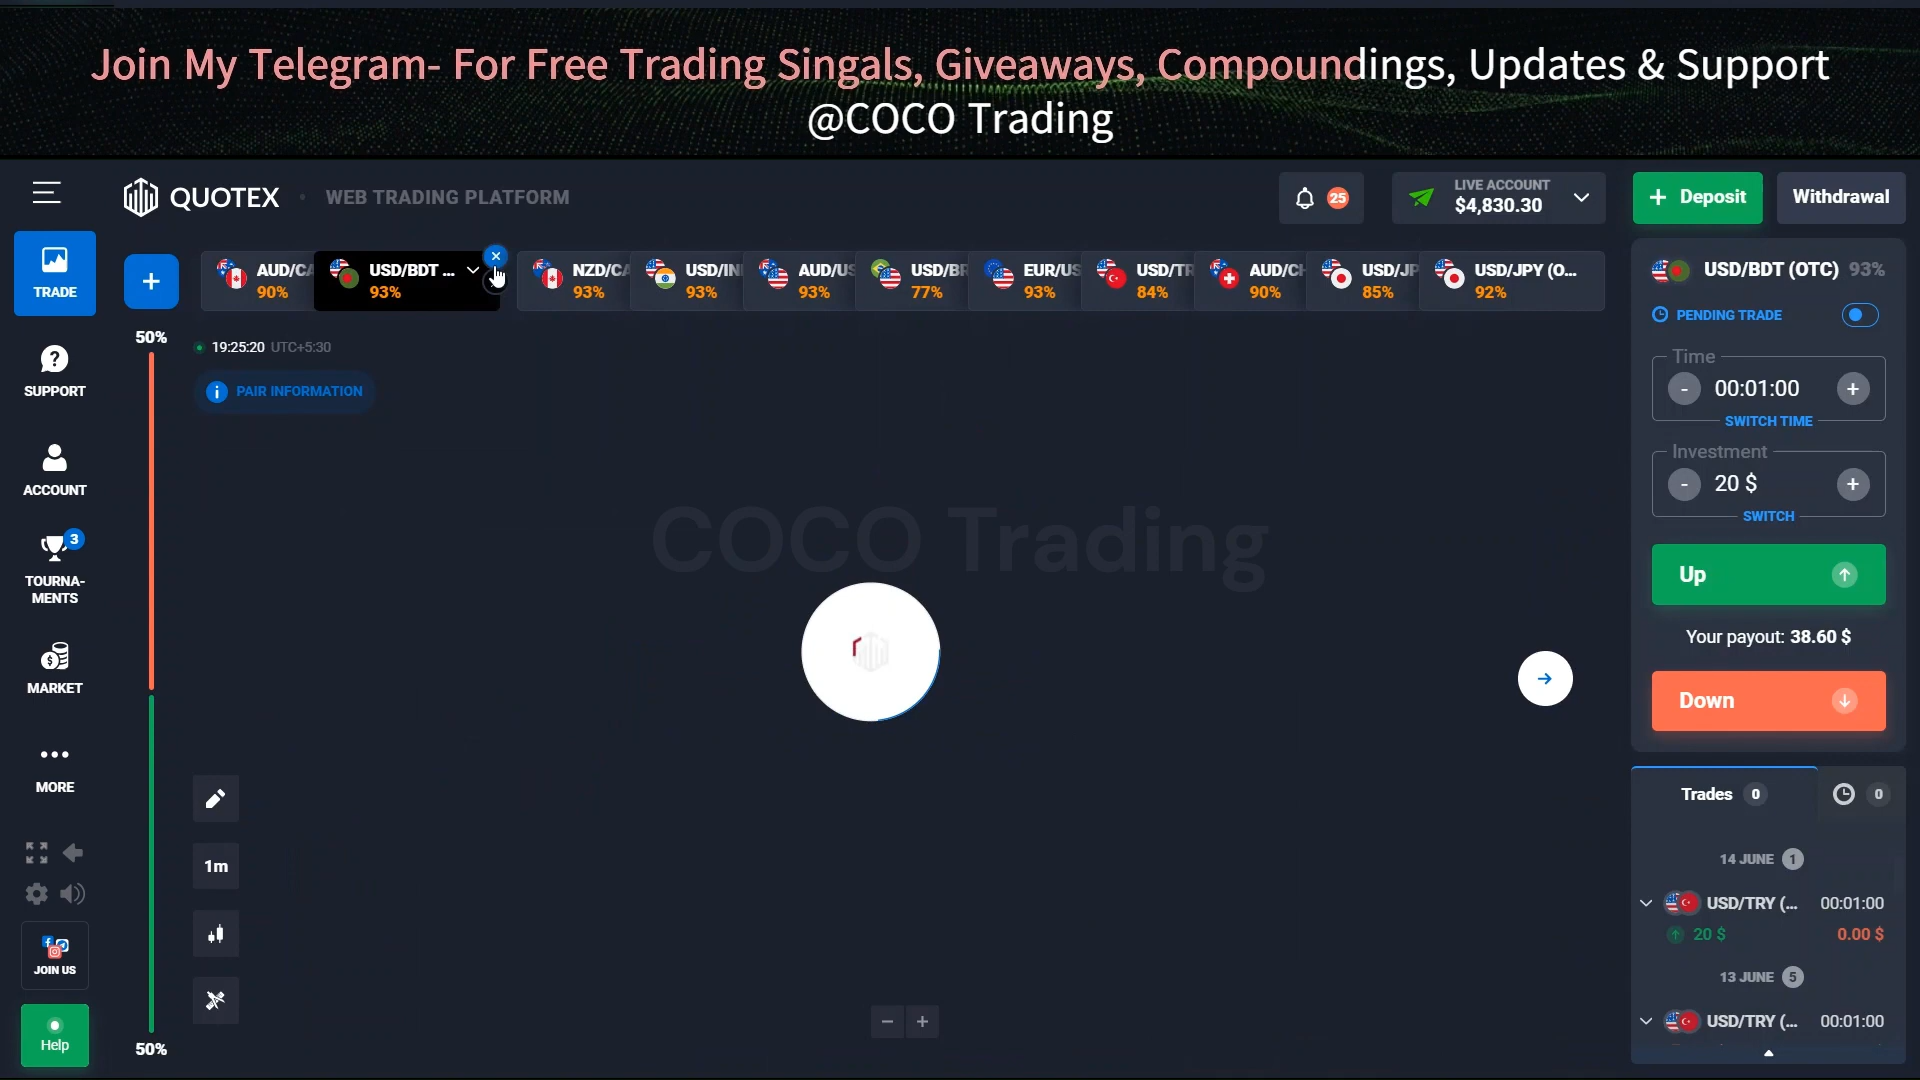 Join My Telegram- For Free Trading Singals, Giveaways, Compoundings, Updates & Support
@COCO Trading
QUOTEX
WEB TRADING PLATFORM
25
LIVE ACCOUNT
$4,830.30
+ Deposit
Withdrawal
TRADE
SUPPORT
ACCOUNT
3
TOURNA-
MENTS
MARKET
MORE
JOIN US
Help
+
AUD/CA
90%
USD/BDT ...
93%
NZD/CA
93%
USD/IN
93%
AUD/US
93%
USD/BR
77%
EUR/US
93%
USD/TR
84%
AUD/CH
90%
USD/JP
85%
USD/JPY (O...
92%
50%
19:25:20 UTC+5:30
PAIR INFORMATION
COCO Trading
1m
50%
- +
USD/BDT (OTC) 93%
PENDING TRADE
Time
- 00:01:00 +
SWITCH TIME
Investment
- 20 $ +
SWITCH
Up
Your payout: 38.60 $
Down
Trades 0
0
14 JUNE 1
USD/TRY (... 00:01:00
20 $ 0.00 $
13 JUNE 5
USD/TRY (... 00:01:00